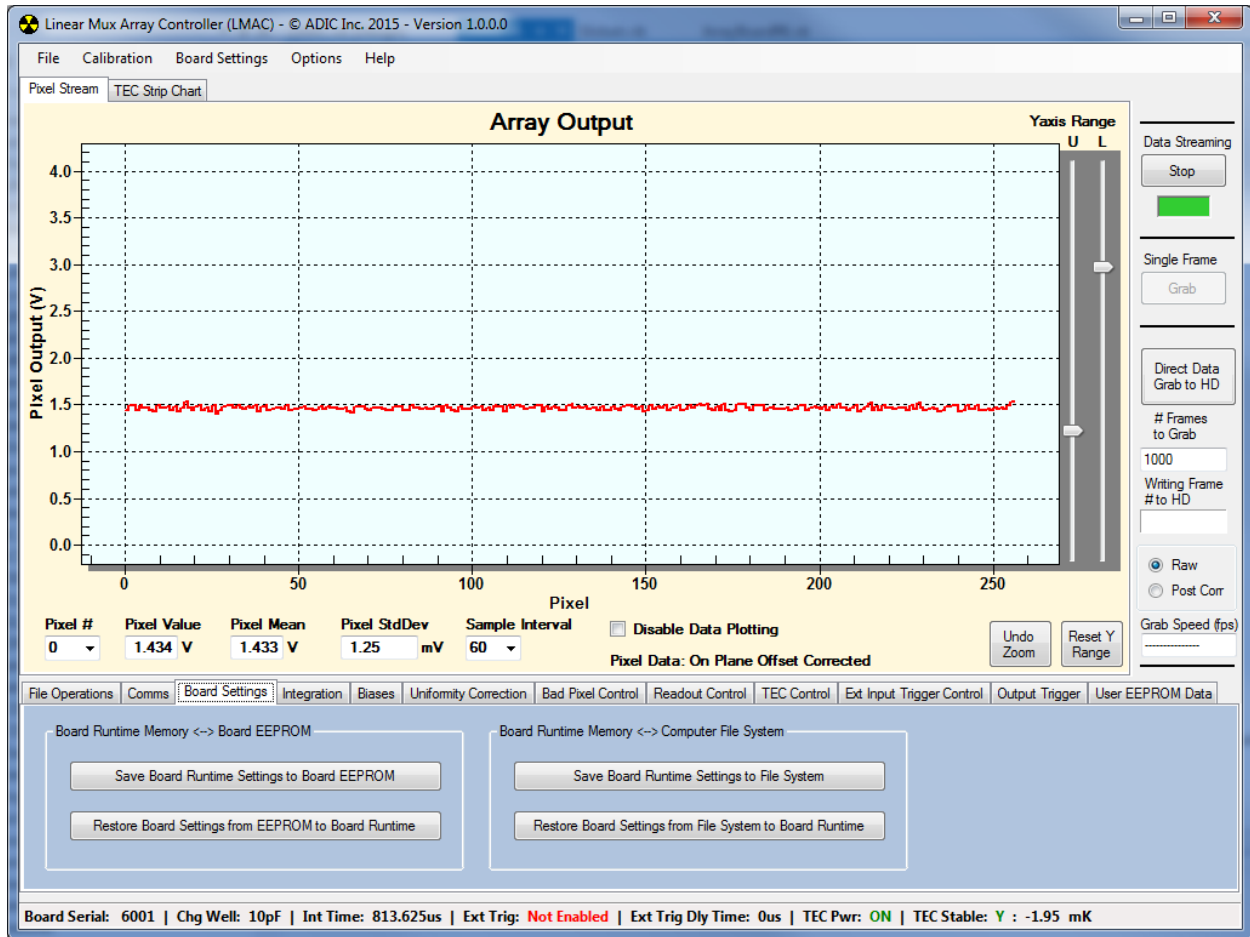 Linear Mux Array Controller (LMAC) - © ADIC Inc. 2015 - Version 1.0.0.0
File Calibration Board Settings Options Help
Pixel Stream TEC Strip Chart
Array Output
Yaxis Range
U L
4.0
3.5
3.0
2.5
2.0
1.5
1.0
0.5
0.0
Pixel Output (V)
0 50 100 150 200 250
Pixel
Pixel # Pixel Value Pixel Mean Pixel StdDev Sample Interval
0 1.434 V 1.433 V 1.25 mV 60
Disable Data Plotting
Pixel Data: On Plane Offset Corrected
Undo
Zoom
Reset Y
Range
Data Streaming
Stop
Single Frame
Grab
Direct Data
Grab to HD
# Frames
to Grab
1000
Writing Frame
# to HD
Raw
Post Corr
Grab Speed (fps)
---------------
File Operations Comms Board Settings Integration Biases Uniformity Correction Bad Pixel Control Readout Control TEC Control Ext Input Trigger Control Output Trigger User EEPROM Data
Board Runtime Memory <--> Board EEPROM
Save Board Runtime Settings to Board EEPROM
Restore Board Settings from EEPROM to Board Runtime
Board Runtime Memory <--> Computer File System
Save Board Runtime Settings to File System
Restore Board Settings from File System to Board Runtime
Board Serial: 6001 | Chg Well: 10pF | Int Time: 813.625us | Ext Trig: Not Enabled | Ext Trig Dly Time: 0us | TEC Pwr: ON | TEC Stable: Y : -1.95 mK